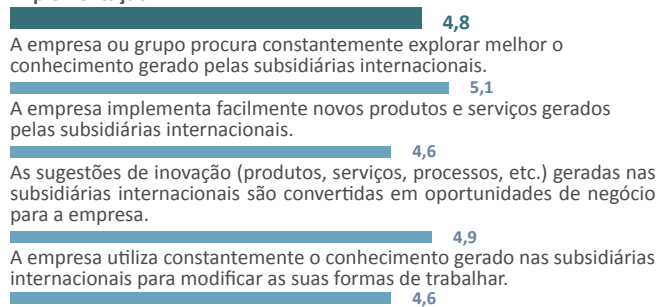 4,8
A empresa ou grupo procura constantemente explorar melhor o
conhecimento gerado pelas subsidiárias internacionais.
5,1
A empresa implementa facilmente novos produtos e serviços gerados
pelas subsidiárias internacionais.
4,6
As sugestões de inovação (produtos, serviços, processos, etc.) geradas nas
subsidiárias internacionais são convertidas em oportunidades de negócio
para a empresa.
4,9
A empresa utiliza constantemente o conhecimento gerado nas subsidiárias
internacionais para modificar as suas formas de trabalhar.
4,6